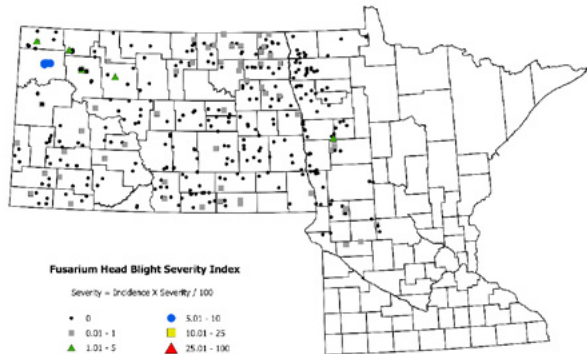 Fusarium Head Blight Severity Index
Severity = Incidence X Severity / 100
0
0.01 - 1
1.01 - 5
5.01 - 10
10.01 - 25
25.01 - 100